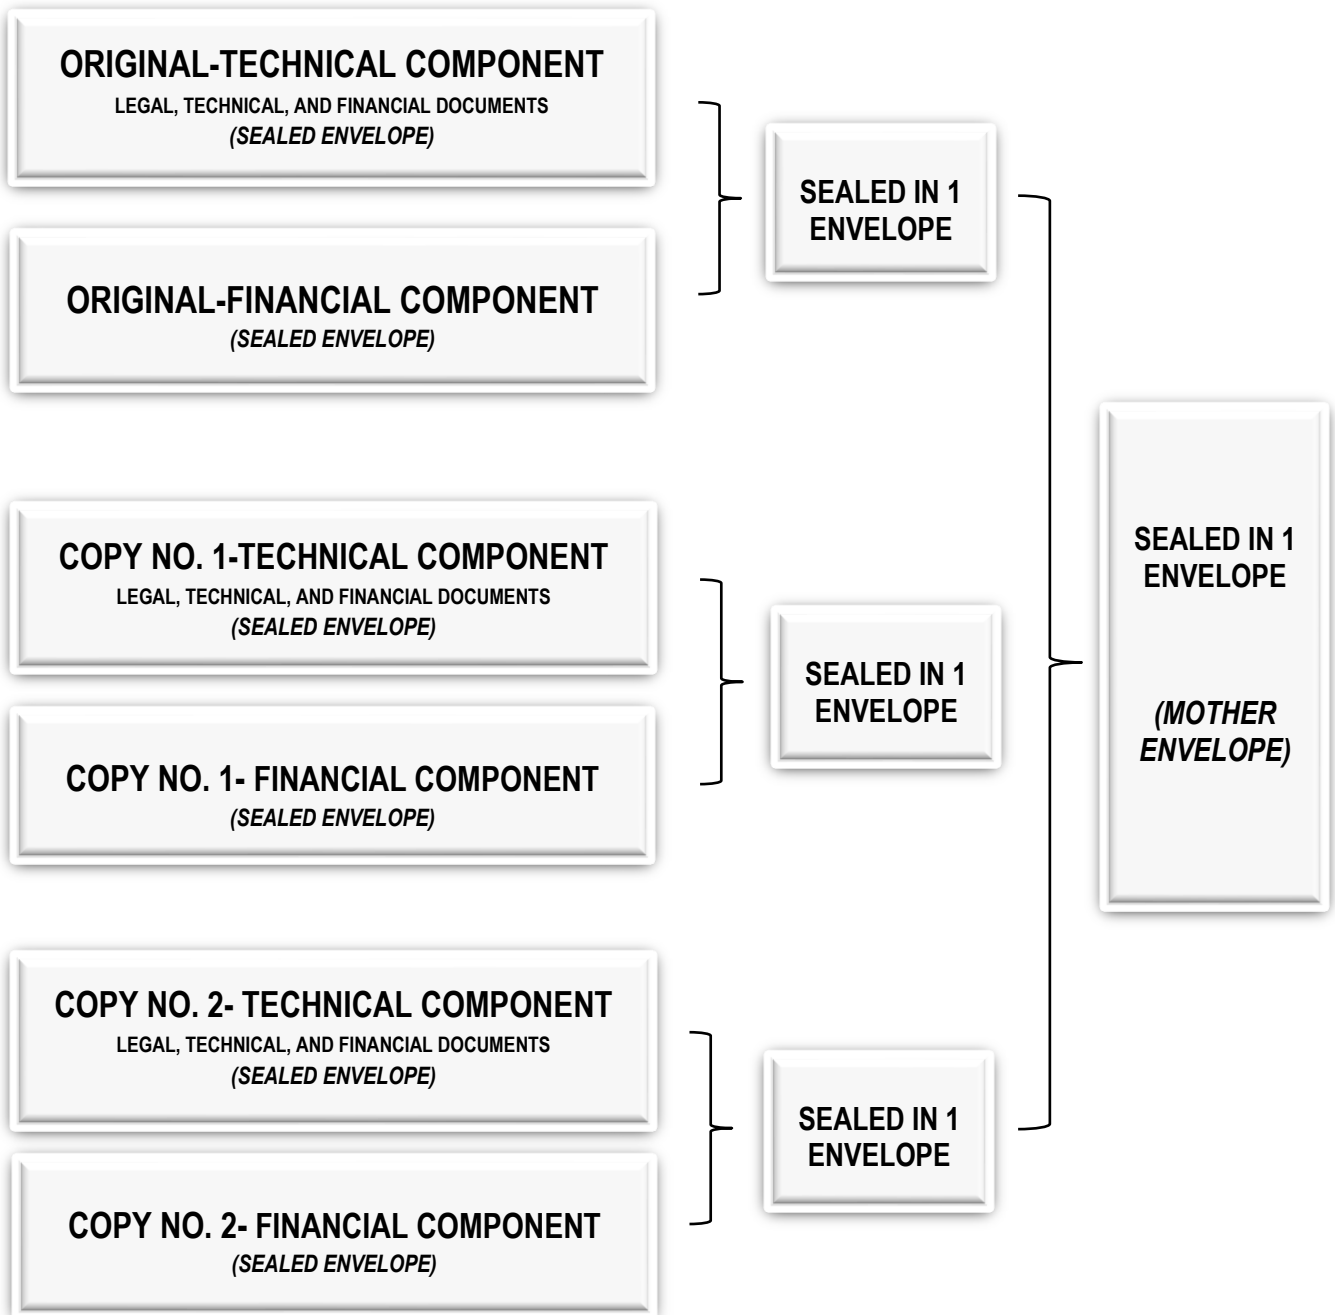 ORIGINAL-TECHNICAL COMPONENT
LEGAL, TECHNICAL, AND FINANCIAL DOCUMENTS
(SEALED ENVELOPE)
ORIGINAL-FINANCIAL COMPONENT
(SEALED ENVELOPE)
SEALED IN 1
ENVELOPE
COPY NO. 1-TECHNICAL COMPONENT
LEGAL, TECHNICAL, AND FINANCIAL DOCUMENTS
(SEALED ENVELOPE)
COPY NO. 1- FINANCIAL COMPONENT
(SEALED ENVELOPE)
SEALED IN 1
ENVELOPE
COPY NO. 2- TECHNICAL COMPONENT
LEGAL, TECHNICAL, AND FINANCIAL DOCUMENTS
(SEALED ENVELOPE)
COPY NO. 2- FINANCIAL COMPONENT
(SEALED ENVELOPE)
SEALED IN 1
ENVELOPE
SEALED IN 1
ENVELOPE
(MOTHER
ENVELOPE)